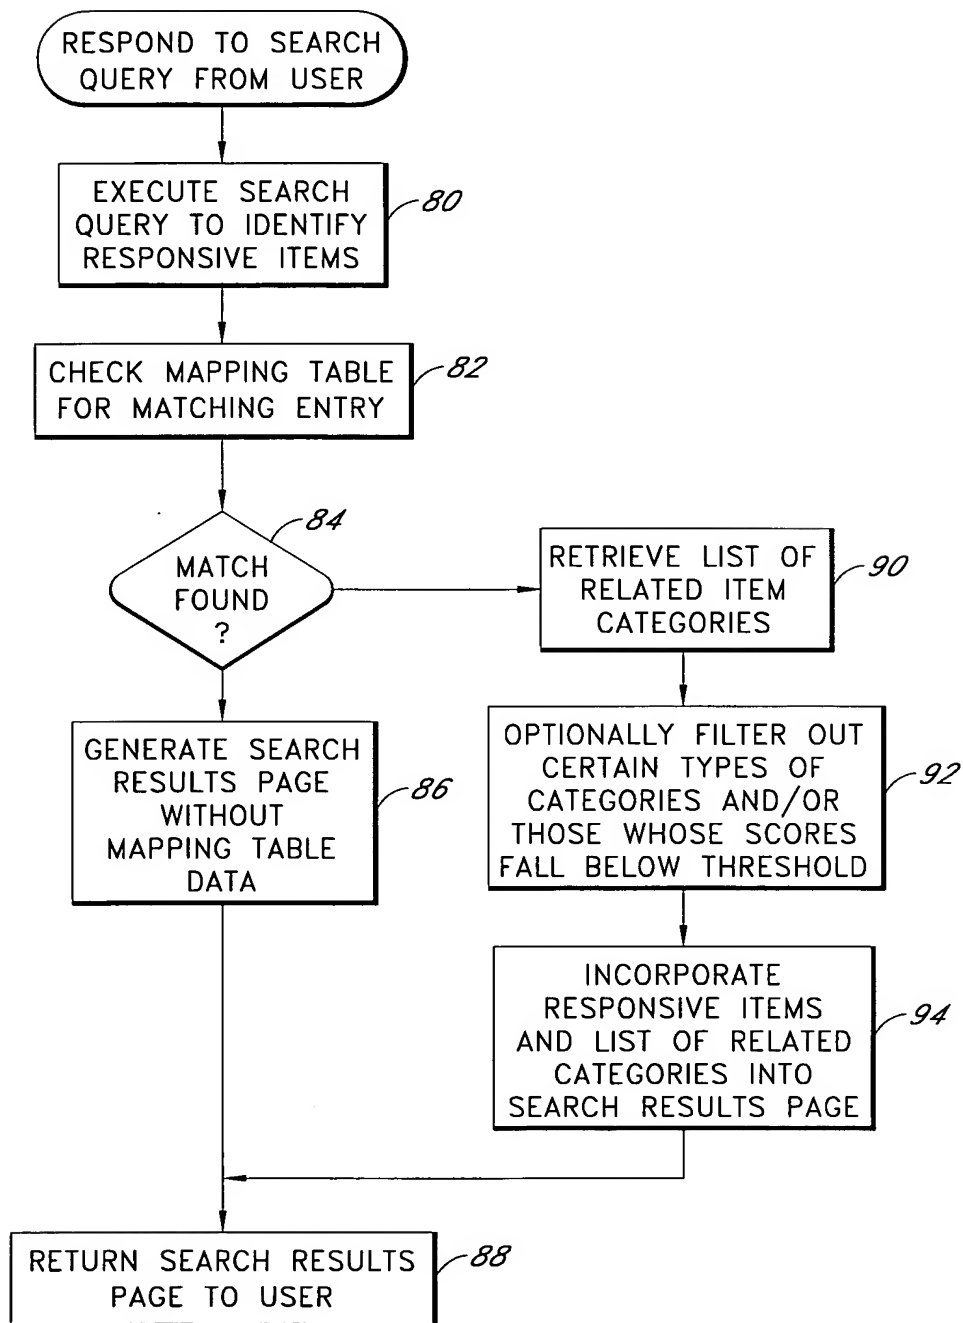 RESPOND TO SEARCH
QUERY FROM USER
EXECUTE SEARCH
QUERY TO IDENTIFY
RESPONSIVE ITEMS
80
CHECK MAPPING TABLE
FOR MATCHING ENTRY
82
84
MATCH
FOUND
?
RETRIEVE LIST OF
RELATED ITEM
CATEGORIES
90
GENERATE SEARCH
RESULTS PAGE
WITHOUT
MAPPING TABLE
DATA
86
OPTIONALLY FILTER OUT
CERTAIN TYPES OF
CATEGORIES AND/OR
THOSE WHOSE SCORES
FALL BELOW THRESHOLD
92
INCORPORATE
RESPONSIVE ITEMS
AND LIST OF RELATED
CATEGORIES INTO
SEARCH RESULTS PAGE
94
RETURN SEARCH RESULTS
PAGE TO USER
88